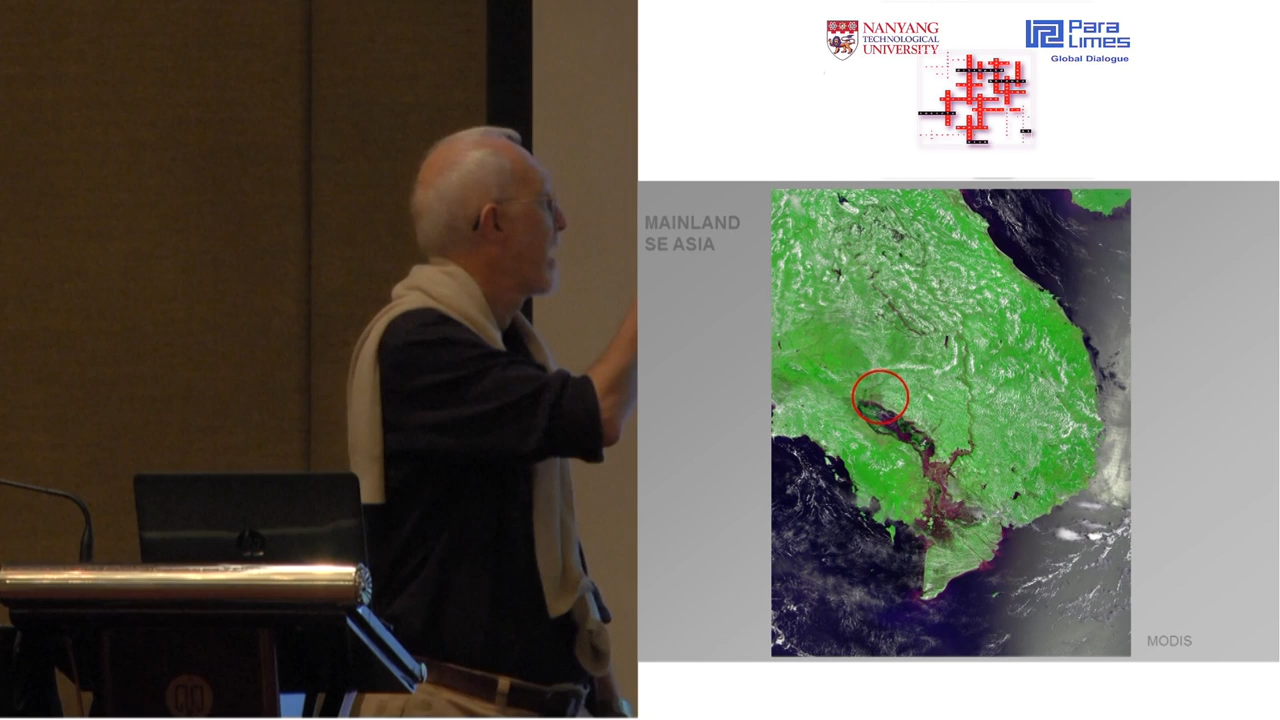 NANYANG
TECHNOLOGICAL
UNIVERSITY
Para
Limes
Global Dialogue
MAINLAND
SE ASIA
MODIS